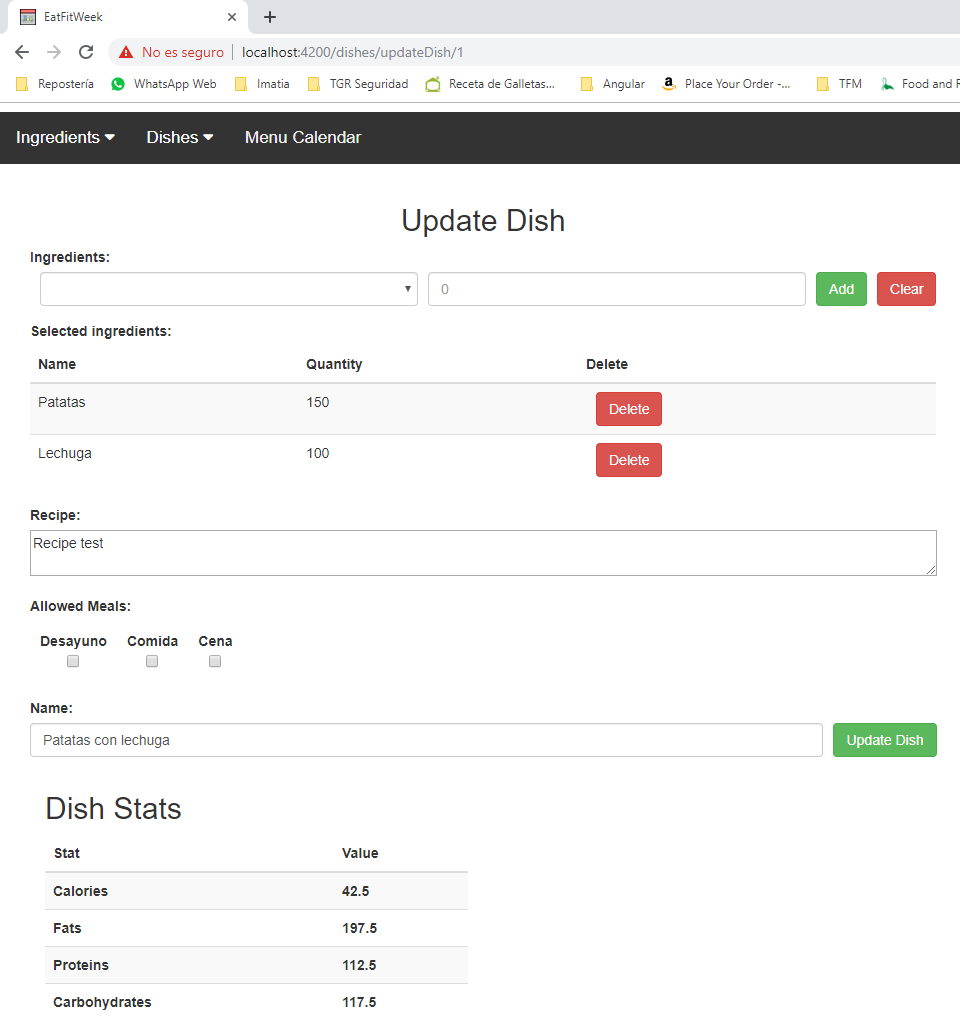 EatFitWeek
No es seguro localhost:4200/dishes/updateDish/1
Repostería WhatsApp Web Imatia TGR Seguridad Receta de Galletas... Angular Place Your Order -... TFM Food and
Ingredients Dishes Menu Calendar
Update Dish
Ingredients:
0 Add Clear
Selected ingredients:
Name Quantity Delete
Patatas 150 Delete
Lechuga 100 Delete
Recipe:
Recipe test
Allowed Meals:
Desayuno Comida Cena
Name:
Patatas con lechuga Update Dish
Dish Stats
Stat Value
Calories 42.5
Fats 197.5
Proteins 112.5
Carbohydrates 117.5